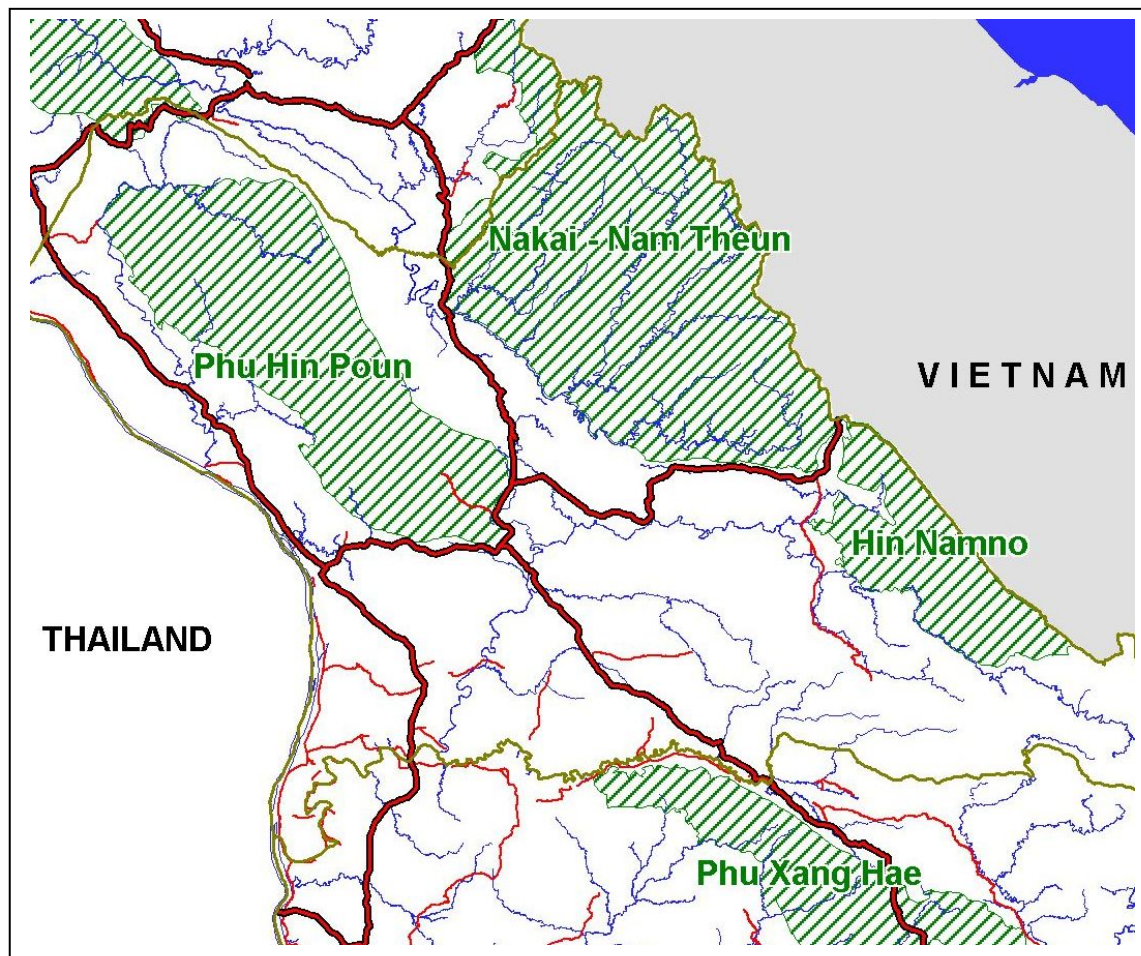 Nakai - Nam Theun
Phu Hin Poun
VIETNAM
Hin Namno
THAILAND
Phu Xang Hae